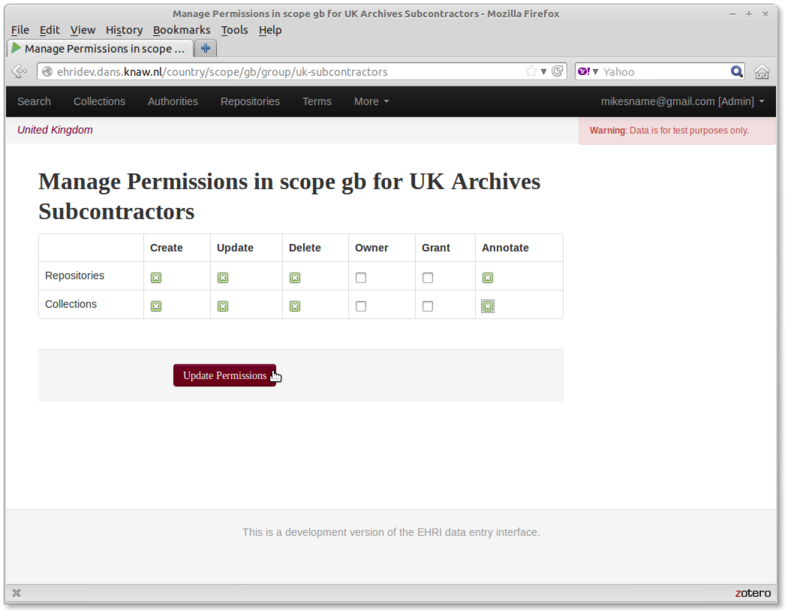 Manage Permissions in scope gb for UK Archives Subcontractors - Mozilla Firefox
File Edit View History Bookmarks Tools Help
Manage Permissions in scope ...
ehridev.dans.knaw.nl/country/scope/gb/group/uk-subcontractors
Yahoo
Search Collections Authorities Repositories Terms More mikesname@gmail.com [Admin]
United Kingdom
Warning: Data is for test purposes only.
Manage Permissions in scope gb for UK Archives
Subcontractors
Create Update Delete Owner Grant Annotate
Repositories
Collections
Update Permissions
This is a development version of the EHRI data entry interface.
zotero